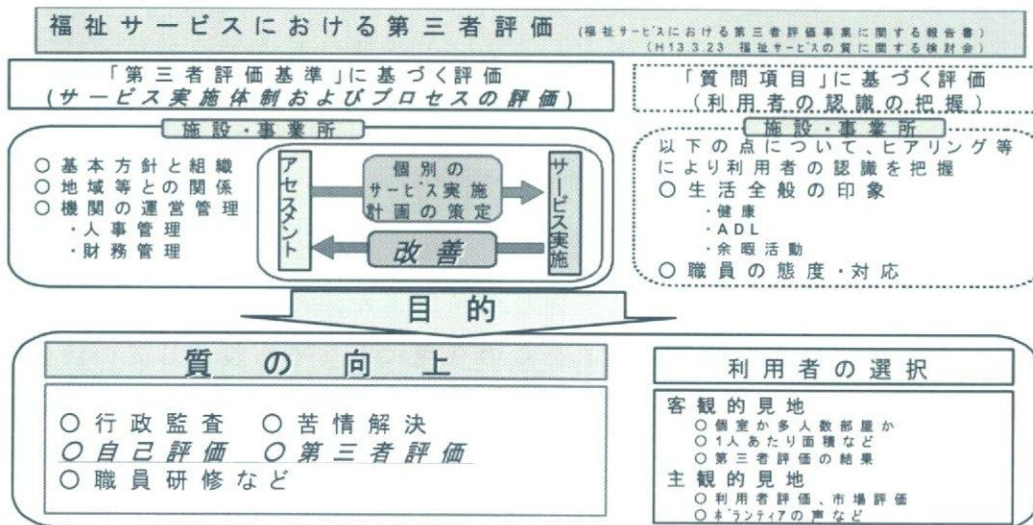 福祉サービスにおける第三者評価
(福祉サービスにおける第三者評価事業に関する報告書)
(H13.3.23 福祉サービスの質に関する検討会)
「第三者評価基準」に基づく評価
(サービス実施体制およびプロセスの評価)
施設・事業所
○基本方針と組織
○地域等との関係
○機関の運営管理
・人事管理
・財務管理
アセスメント
個別の
サービス実施
計画の策定
改善
サービス実施
「質問項目」に基づく評価
(利用者の認識の把握)
施設・事業所
以下の点について、ヒアリング等
により利用者の認識を把握
○生活全般の印象
・健康
・ADL
・余暇活動
○職員の態度・対応
目的
質の向上
○行政監査 ○苦情解決
○自己評価 ○第三者評価
○職員研修など
利用者の選択
客観的見地
○個室か多人数部屋か
○1人あたり面積など
○第三者評価の結果
主観的見地
○利用者評価、市場評価
○ボランティアの声など